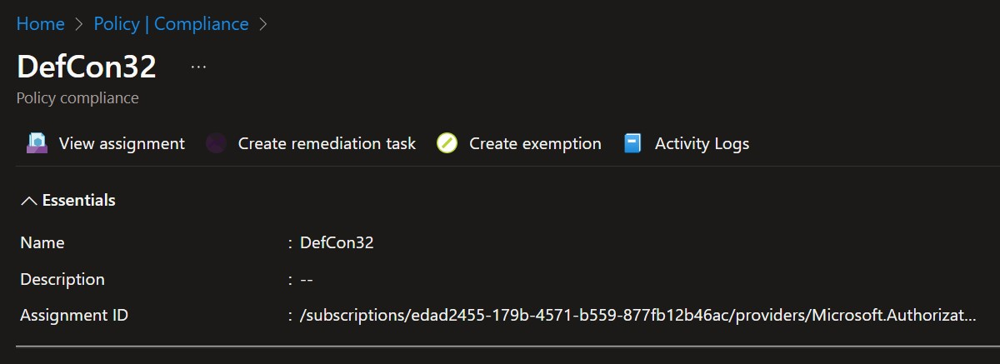 Home > Policy | Compliance >
DefCon32 ...
Policy compliance
View assignment Create remediation task Create exemption Activity Logs
Essentials
Name : DefCon32
Description : --
Assignment ID : /subscriptions/edad2455-179b-4571-b559-877fb12b46ac/providers/Microsoft.Authorizat...